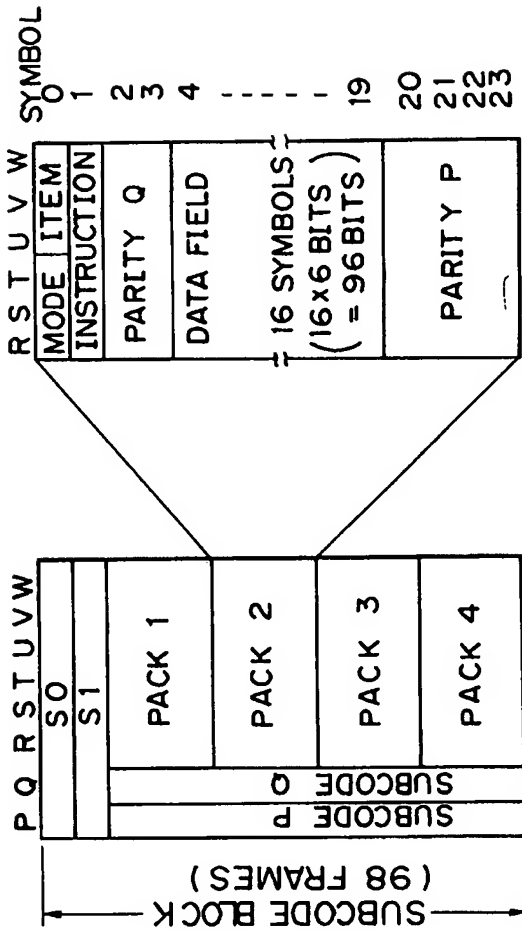 SUBCODE BLOCK
(98 FRAMES)
P Q R S T U V W
S0
S1
SUBCODE P
SUBCODE Q
PACK 1
PACK 2
PACK 3
PACK 4
R S T U V W SYMBOL
MODE ITEM 0
INSTRUCTION 1
PARITY Q 2
3
DATA FIELD 4
16 SYMBOLS
(16×6 BITS
= 96 BITS)
19
PARITY P
20
21
22
23